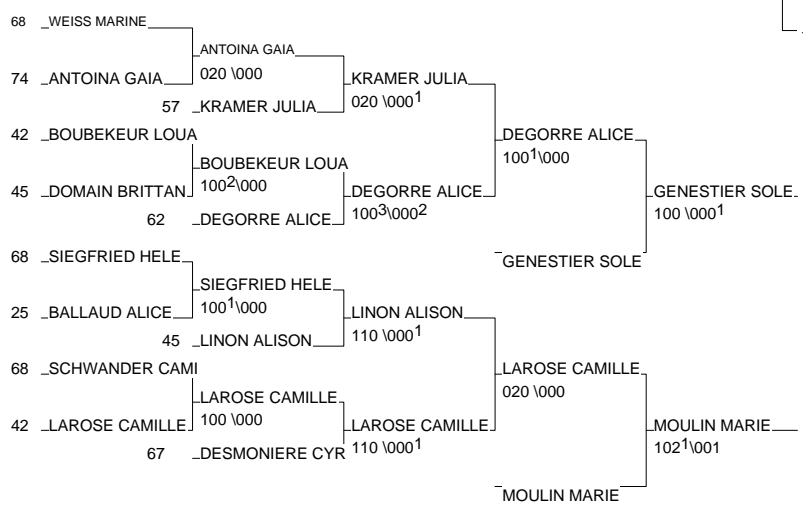 68 WEISS MARINE
ANTOINA GAIA
020 \000
74 ANTOINA GAIA
KRAMER JULIA
020 \000¹
57 KRAMER JULIA
42 BOUBEKEUR LOUA
DEGORRE ALICE
100¹\000
BOUBEKEUR LOUA
100²\000
45 DOMAIN BRITTAN
DEGORRE ALICE
100³\000²
GENESTIER SOLE
100 \000¹
62 DEGORRE ALICE
68 SIEGFRIED HELE
GENESTIER SOLE
SIEGFRIED HELE
100¹\000
25 BALLAUD ALICE
LINON ALISON
110 \000¹
45 LINON ALISON
68 SCHWANDER CAMI
LAROSE CAMILLE
020 \000
LAROSE CAMILLE
100 \000
42 LAROSE CAMILLE
LAROSE CAMILLE
110 \000¹
MOULIN MARIE
102¹\001
67 DESMONIERE CYR
MOULIN MARIE